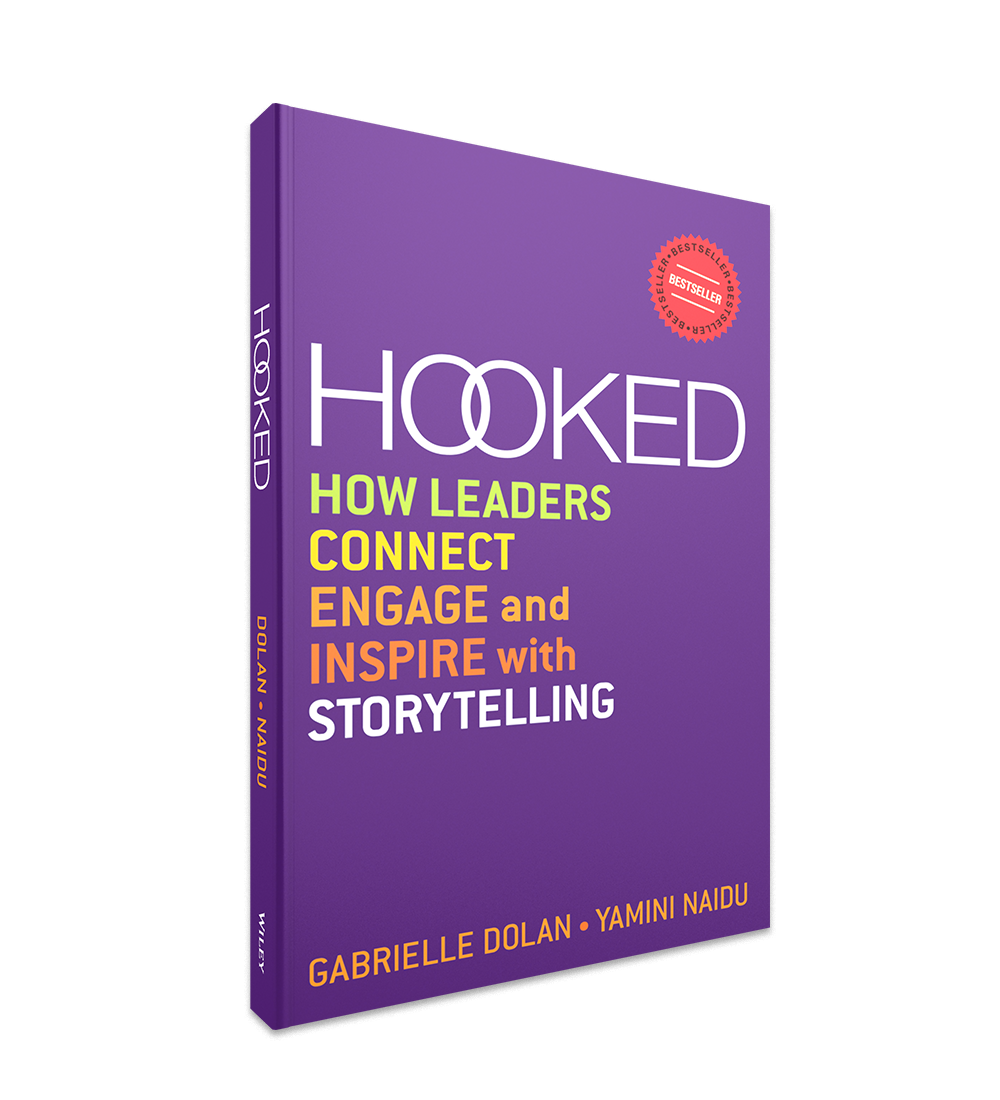 HOOKED
DOLAN • NAIDU
WILEY
BESTSELLER • BESTSELLER • BESTSELLER • BESTSELLER •
BESTSELLER
HOOKED
HOW LEADERS
CONNECT
ENGAGE and
INSPIRE with
STORYTELLING
GABRIELLE DOLAN • YAMINI NAIDU